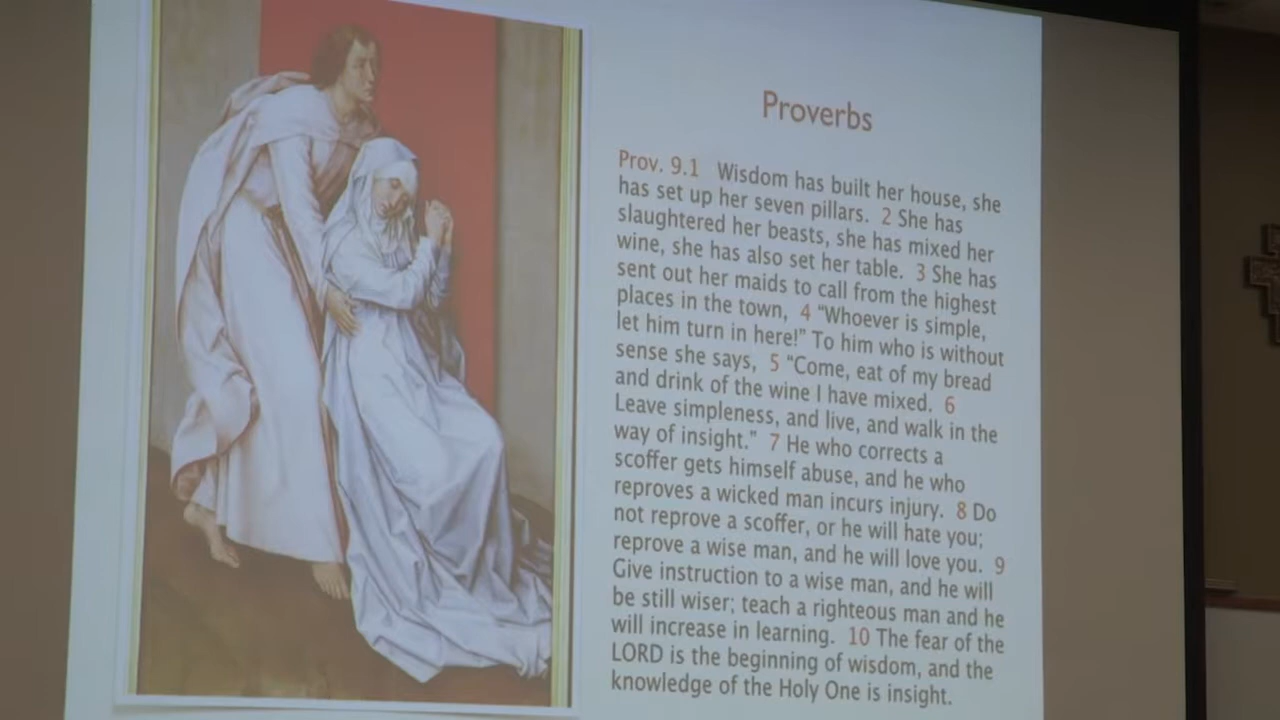 Proverbs
Prov. 9.1 Wisdom has built her house, she
has set up her seven pillars. 2 She has
slaughtered her beasts, she has mixed her
wine, she has also set her table. 3 She has
sent out her maids to call from the highest
places in the town, 4 “Whoever is simple,
let him turn in here!” To him who is without
sense she says, 5 “Come, eat of my bread
and drink of the wine I have mixed. 6
Leave simpleness, and live, and walk in the
way of insight.” 7 He who corrects a
scoffer gets himself abuse, and he who
reproves a wicked man incurs injury. 8 Do
not reprove a scoffer, or he will hate you;
reprove a wise man, and he will love you. 9
Give instruction to a wise man, and he will
be still wiser; teach a righteous man and he
will increase in learning. 10 The fear of the
LORD is the beginning of wisdom, and the
knowledge of the Holy One is insight.